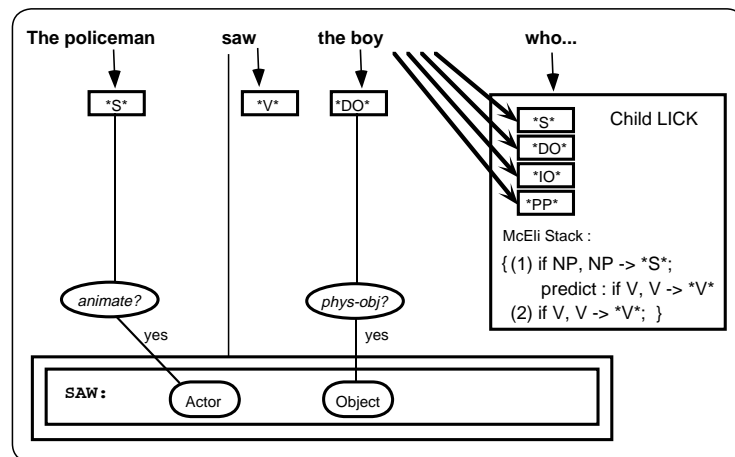 The policeman saw the boy who...
*S* *V* *DO*
*S* Child LICK
*DO*
*IO*
*PP*
McEli Stack :
{ (1) if NP, NP -> *S*;
predict : if V, V -> *V*
(2) if V, V -> *V*; }
animate? phys-obj?
yes yes
SAW: Actor Object